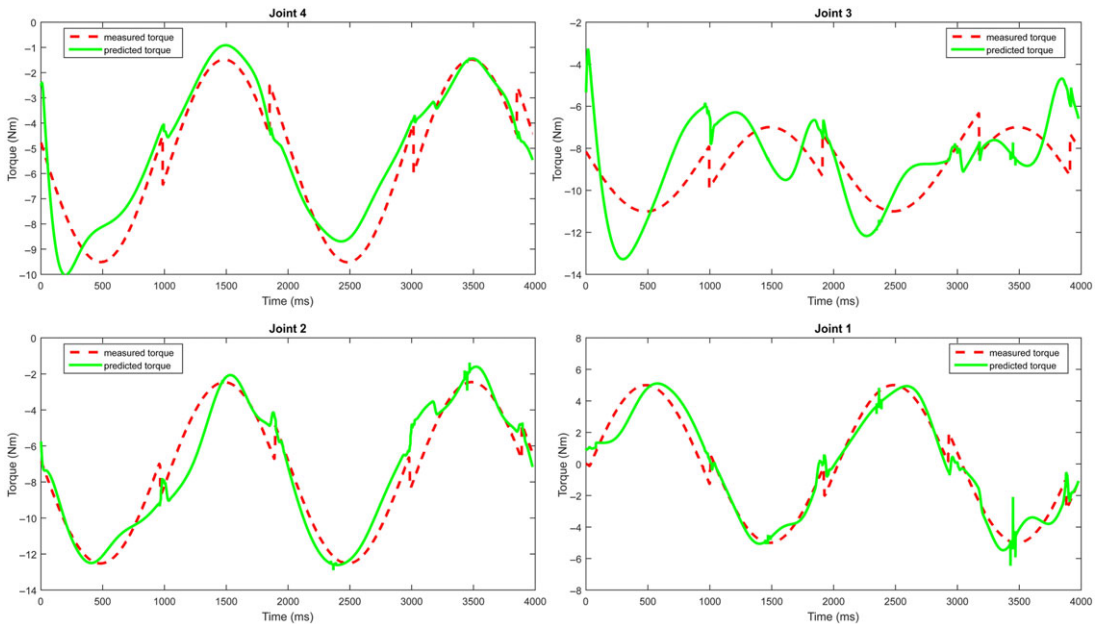 Joint 4
measured torque
predicted torque
Torque (Nm)
0
−1
−2
−3
−4
−5
−6
−7
−8
−9
−10
0 500 1000 1500 2000 2500 3000 3500 4000
Time (ms)
Joint 3
measured torque
predicted torque
Torque (Nm)
−2
−4
−6
−8
−10
−12
−14
0 500 1000 1500 2000 2500 3000 3500 4000
Time (ms)
Joint 2
measured torque
predicted torque
Torque (Nm)
0
−2
−4
−6
−8
−10
−12
−14
0 500 1000 1500 2000 2500 3000 3500 4000
Time (ms)
Joint 1
measured torque
predicted torque
Torque (Nm)
8
6
4
2
0
−2
−4
−6
−8
0 500 1000 1500 2000 2500 3000 3500 4000
Time (ms)